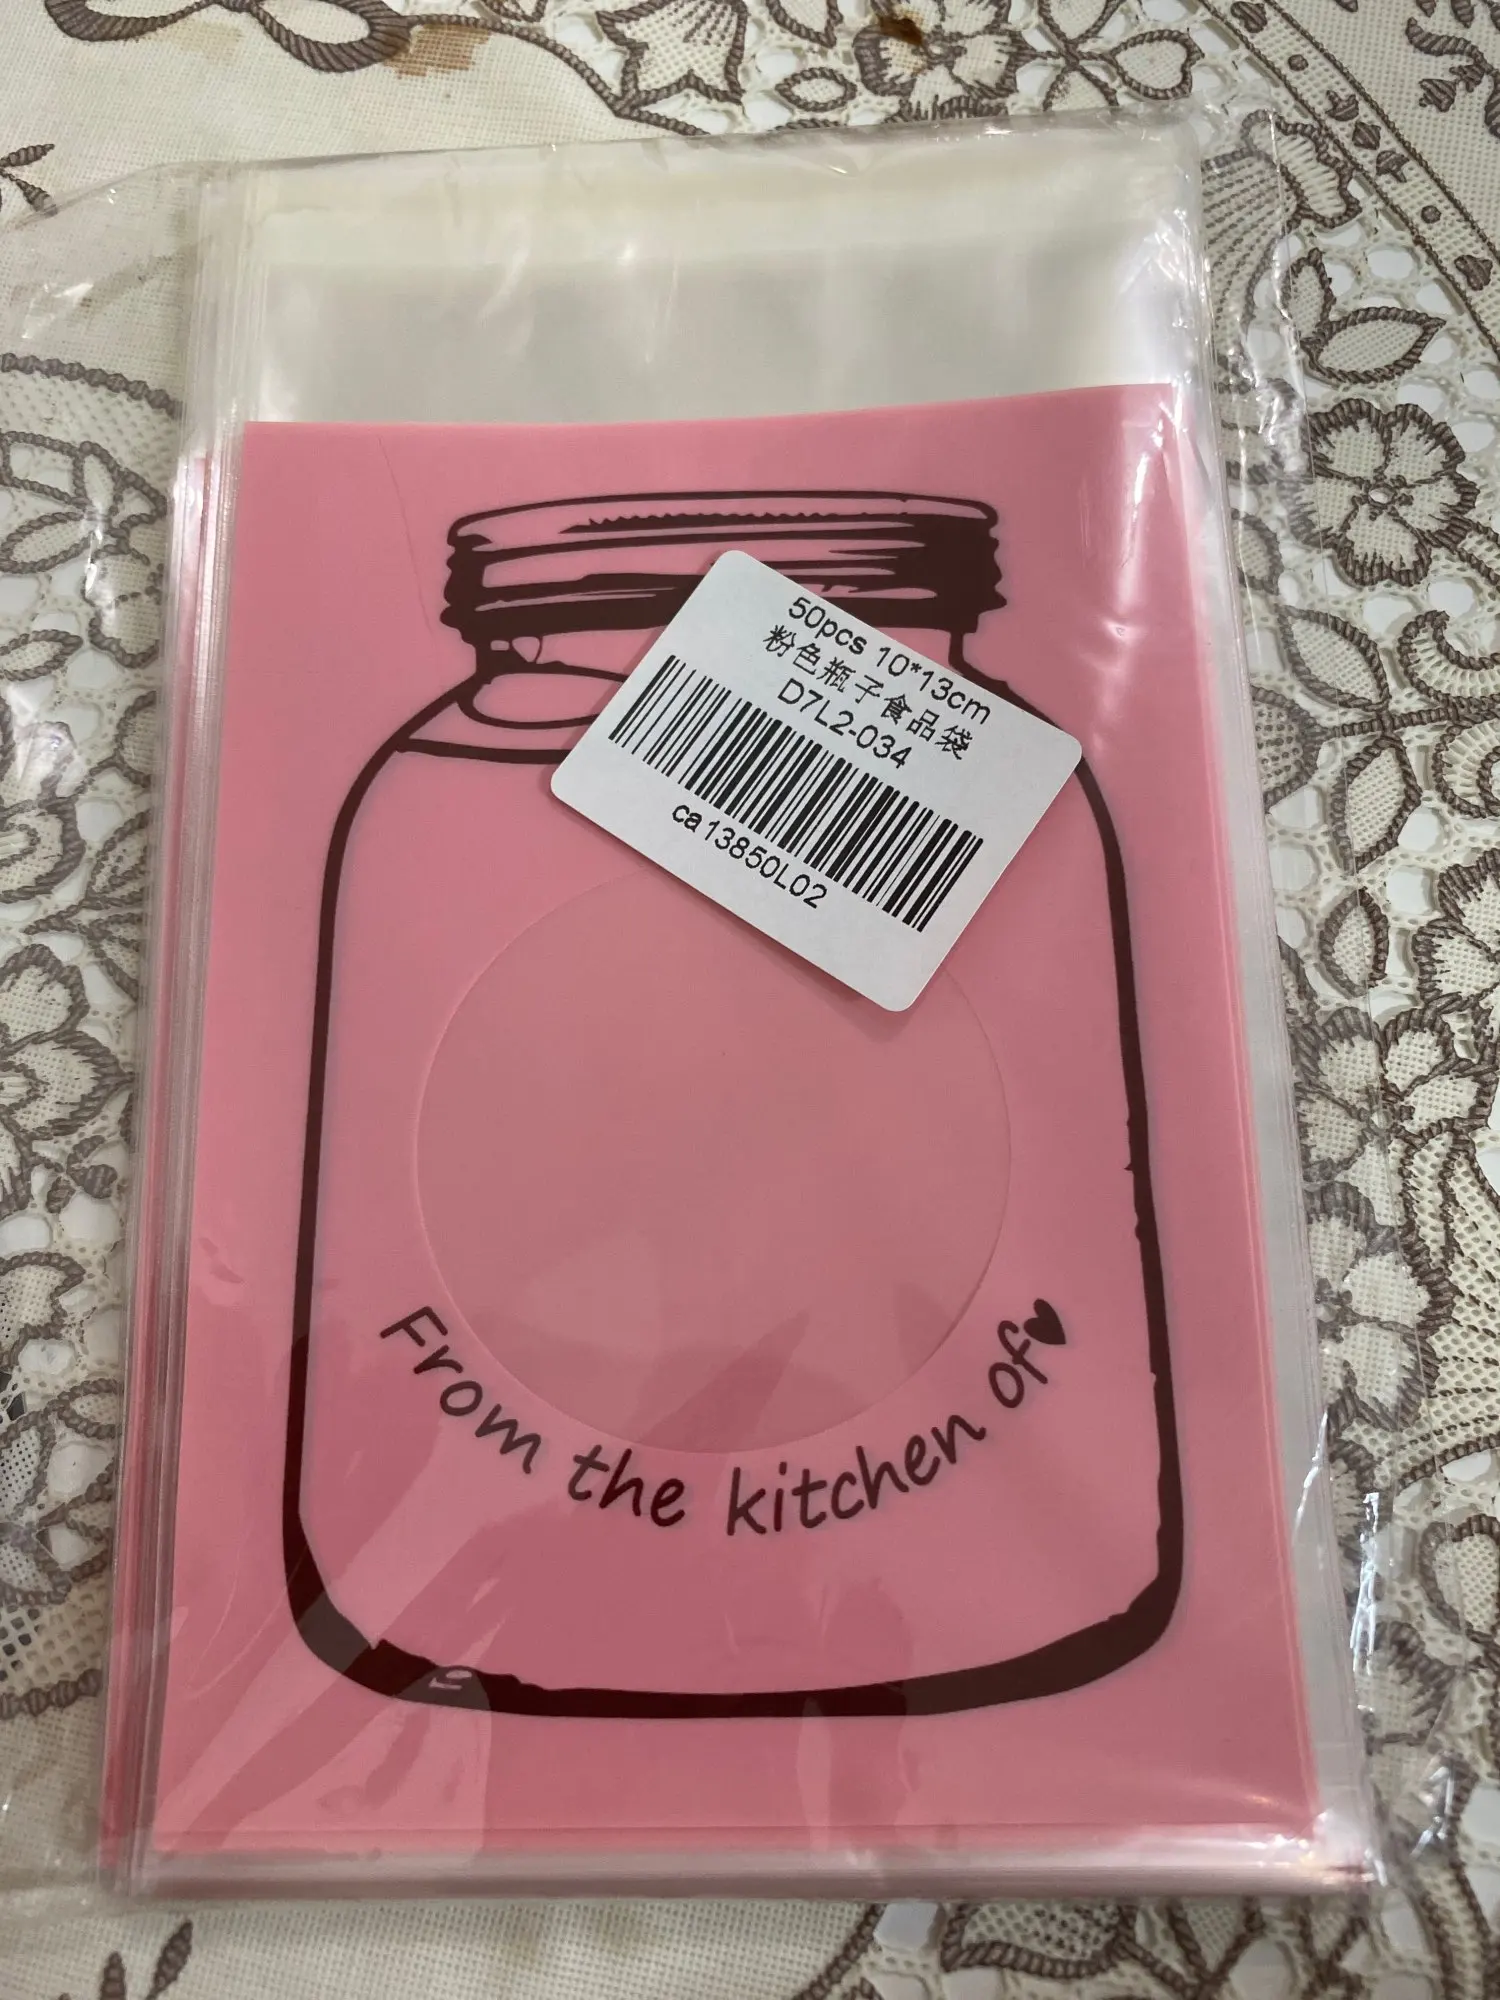 50pcs 10*13cm
粉色瓶子食品袋
D7L2-034
ca13850L02
From the kitchen of♥